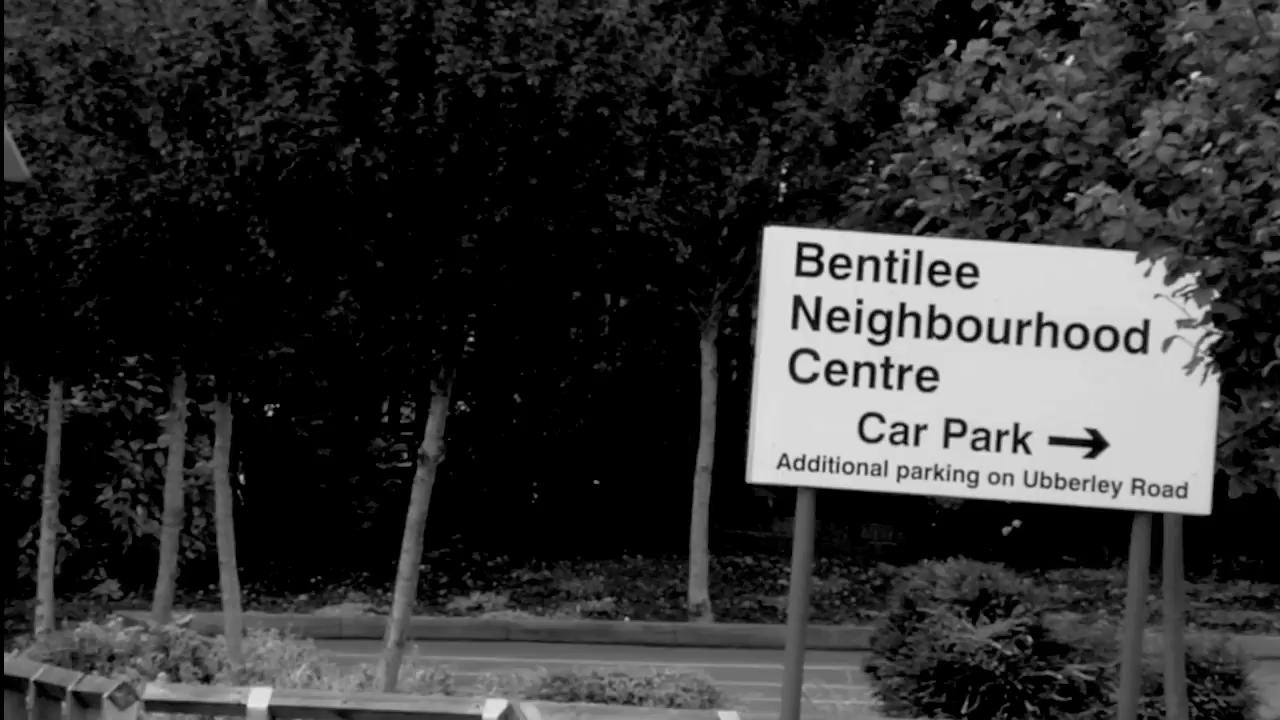 Bentilee
Neighbourhood
Centre
Car Park →
Additional parking on Ubberley Road